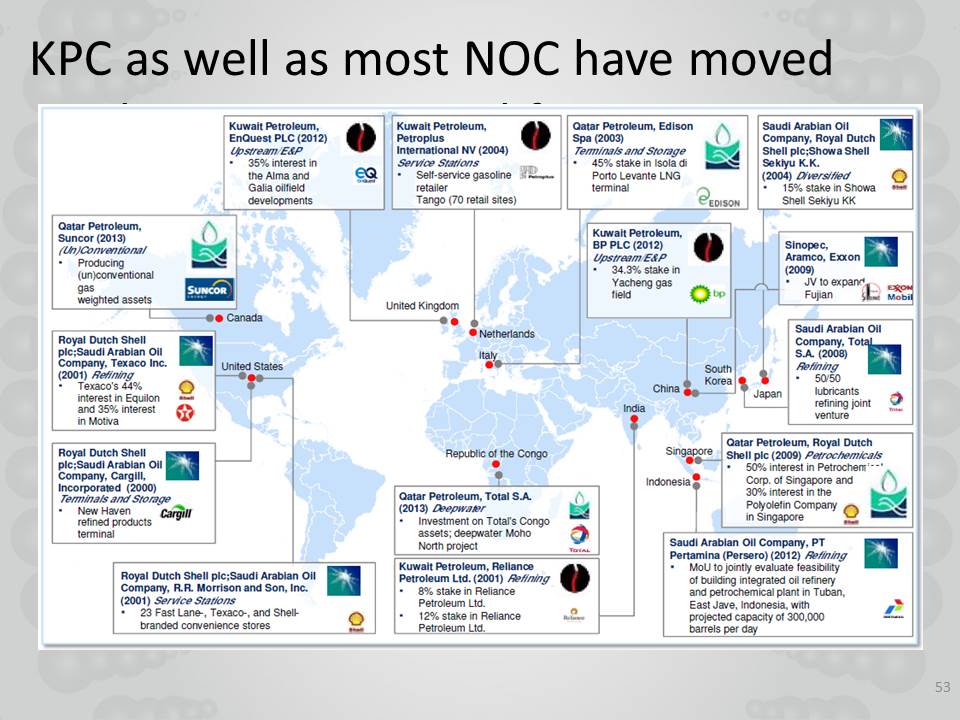 KPC as well as most NOC have moved
Kuwait Petroleum,
EnQuest PLC (2012)
Upstream/E&P
• 35% interest in
the Alma and
Galia oilfield
developments
EQ
EnQuest
Kuwait Petroleum,
Petroplus
International NV (2004)
Service Stations
• Self-service gasoline
retailer
Tango (70 retail sites)
Petroplus
Qatar Petroleum, Edison
Spa (2003)
Terminals and Storage
• 45% stake in Isola di
Porto Levante LNG
terminal
EDISON
Saudi Arabian Oil
Company, Royal Dutch
Shell plc;Showa Shell
Sekiyu K.K.
(2004) Diversified
• 15% stake in Showa
Shell Sekiyu KK
Shell
Qatar Petroleum,
Suncor (2013)
(Un)Conventional
• Producing
(un)conventional
gas
weighted assets
SUNCOR
ENERGY
Kuwait Petroleum,
BP PLC (2012)
Upstream/E&P
• 34.3% stake in
Yacheng gas
field
bp
Sinopec,
Aramco, Exxon
(2009)
• JV to expand
Fujian
EXXON
Mobil
United Kingdom
Canada
Netherlands
Italy
Royal Dutch Shell
plc;Saudi Arabian Oil
Company, Texaco Inc.
(2001) Refining
• Texaco's 44%
interest in Equilon
and 35% interest
in Motiva
Shell
United States
South
Korea
China
Japan
India
Saudi Arabian Oil
Company, Total
S.A. (2008)
Refining
• 50/50
lubricants
refining joint
venture
TOTAL
Royal Dutch Shell
plc;Saudi Arabian Oil
Company, Cargill,
Incorporated (2000)
Terminals and Storage
• New Haven
refined products
terminal
Cargill
Republic of the Congo
Singapore
Indonesia
Qatar Petroleum, Royal Dutch
Shell plc (2009) Petrochemicals
• 50% interest in Petrochemical
Corp. of Singapore and
30% interest in the
Polyolefin Company
in Singapore
Shell
Qatar Petroleum, Total S.A.
(2013) Deepwater
• Investment on Total's Congo
assets; deepwater Moho
North project
TOTAL
Royal Dutch Shell plc;Saudi Arabian Oil
Company, R.R. Morrison and Son, Inc.
(2001) Service Stations
• 23 Fast Lane-, Texaco-, and Shell-
branded convenience stores
Shell
Kuwait Petroleum, Reliance
Petroleum Ltd. (2001) Refining
• 8% stake in Reliance
Petroleum Ltd.
• 12% stake in Reliance
Petroleum Ltd.
Reliance
Saudi Arabian Oil Company, PT
Pertamina (Persero) (2012) Refining
• MoU to jointly evaluate feasibility
of building integrated oil refinery
and petrochemical plant in Tuban,
East Jave, Indonesia, with
projected capacity of 300,000
barrels per day
PERTAMINA
53